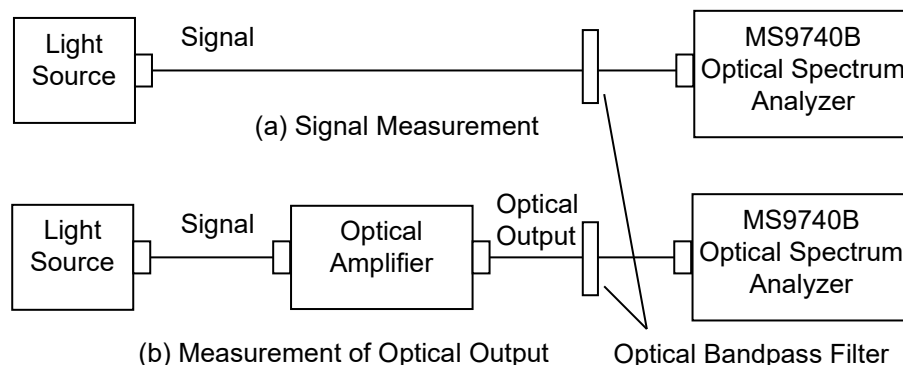 Light
Source
Signal
MS9740B
Optical Spectrum
Analyzer
(a) Signal Measurement
Light
Source
Signal
Optical
Amplifier
Optical
Output
MS9740B
Optical Spectrum
Analyzer
(b) Measurement of Optical Output
Optical Bandpass Filter